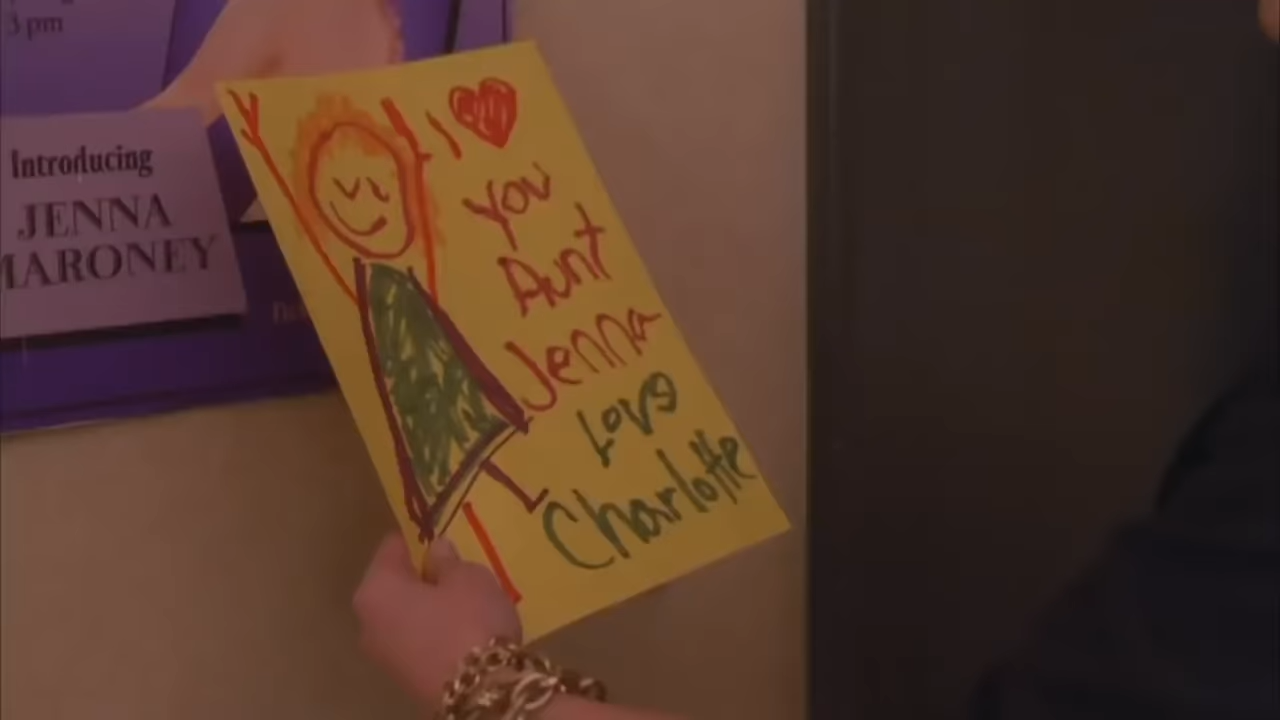 3 pm
Introducing
JENNA
MARONEY
I
You
Aunt
Jenna
Love
Charlotte